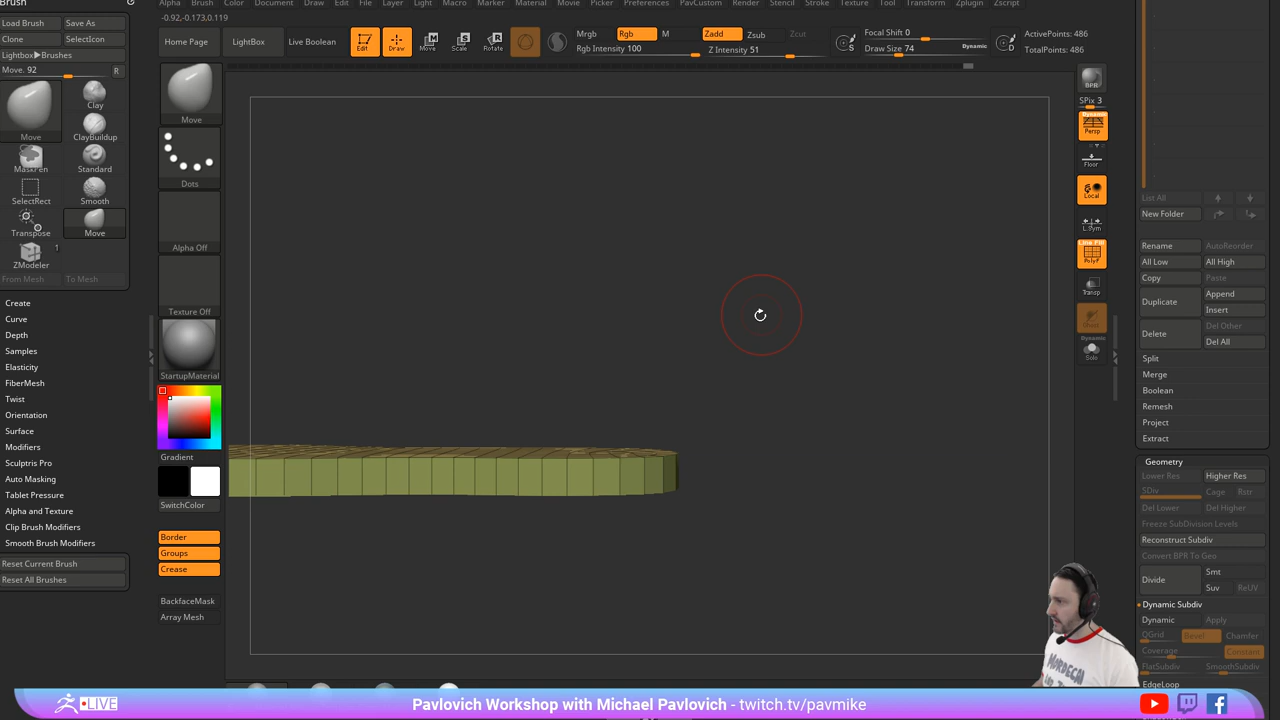 Brush
Alpha Brush Color Document Draw Edit File Layer Light Macro Marker Material Movie Picker Preferences PavCustom Render Stencil Stroke Texture Tool Transform Zplugin Zscript
-0.92,-0.173,0.119
Load Brush Save As
Clone SelectIcon
Lightbox▶Brushes
Move. 92 R
Home Page LightBox Live Boolean Edit Draw Move Scale Rotate
Mrgb Rgb M Zadd Zsub Zcut
Rgb Intensity 100 Z Intensity 51
S Focal Shift 0
Draw Size 74 Dynamic D
ActivePoints: 486
TotalPoints: 486
Move
Clay
ClayBuildup
MaskPen Standard
SelectRect Smooth
Transpose Move
1
ZModeler
From Mesh To Mesh
Create
Curve
Depth
Samples
Elasticity
FiberMesh
Twist
Orientation
Surface
Modifiers
Sculptris Pro
Auto Masking
Tablet Pressure
Alpha and Texture
Clip Brush Modifiers
Smooth Brush Modifiers
Reset Current Brush
Reset All Brushes
Move
Dots
Alpha Off
Texture Off
StartupMaterial
Gradient
SwitchColor
Border
Groups
Crease
BackfaceMask
Array Mesh
BPR
SPix 3
Dynamic
Persp
Floor
Local
L.Sym
Line Fill
PolyF
Transp
Ghost
Dynamic
Solo
List All
New Folder
Rename AutoReorder
All Low All High
Copy Paste
Duplicate Append
Insert
Delete Del Other
Del All
Split
Merge
Boolean
Remesh
Project
Extract
Geometry
Lower Res Higher Res
SDiv Cage Rstr
Del Lower Del Higher
Freeze SubDivision Levels
Reconstruct Subdiv
Convert BPR To Geo
Divide Smt
Suv ReUV
Dynamic Subdiv
Dynamic Apply
QGrid Bevel Chamfer
Coverage Constant
FlatSubdiv SmoothSubdiv
EdgeLoop
MORDECAI
LIVE
Pavlovich Workshop with Michael Pavlovich - twitch.tv/pavmike